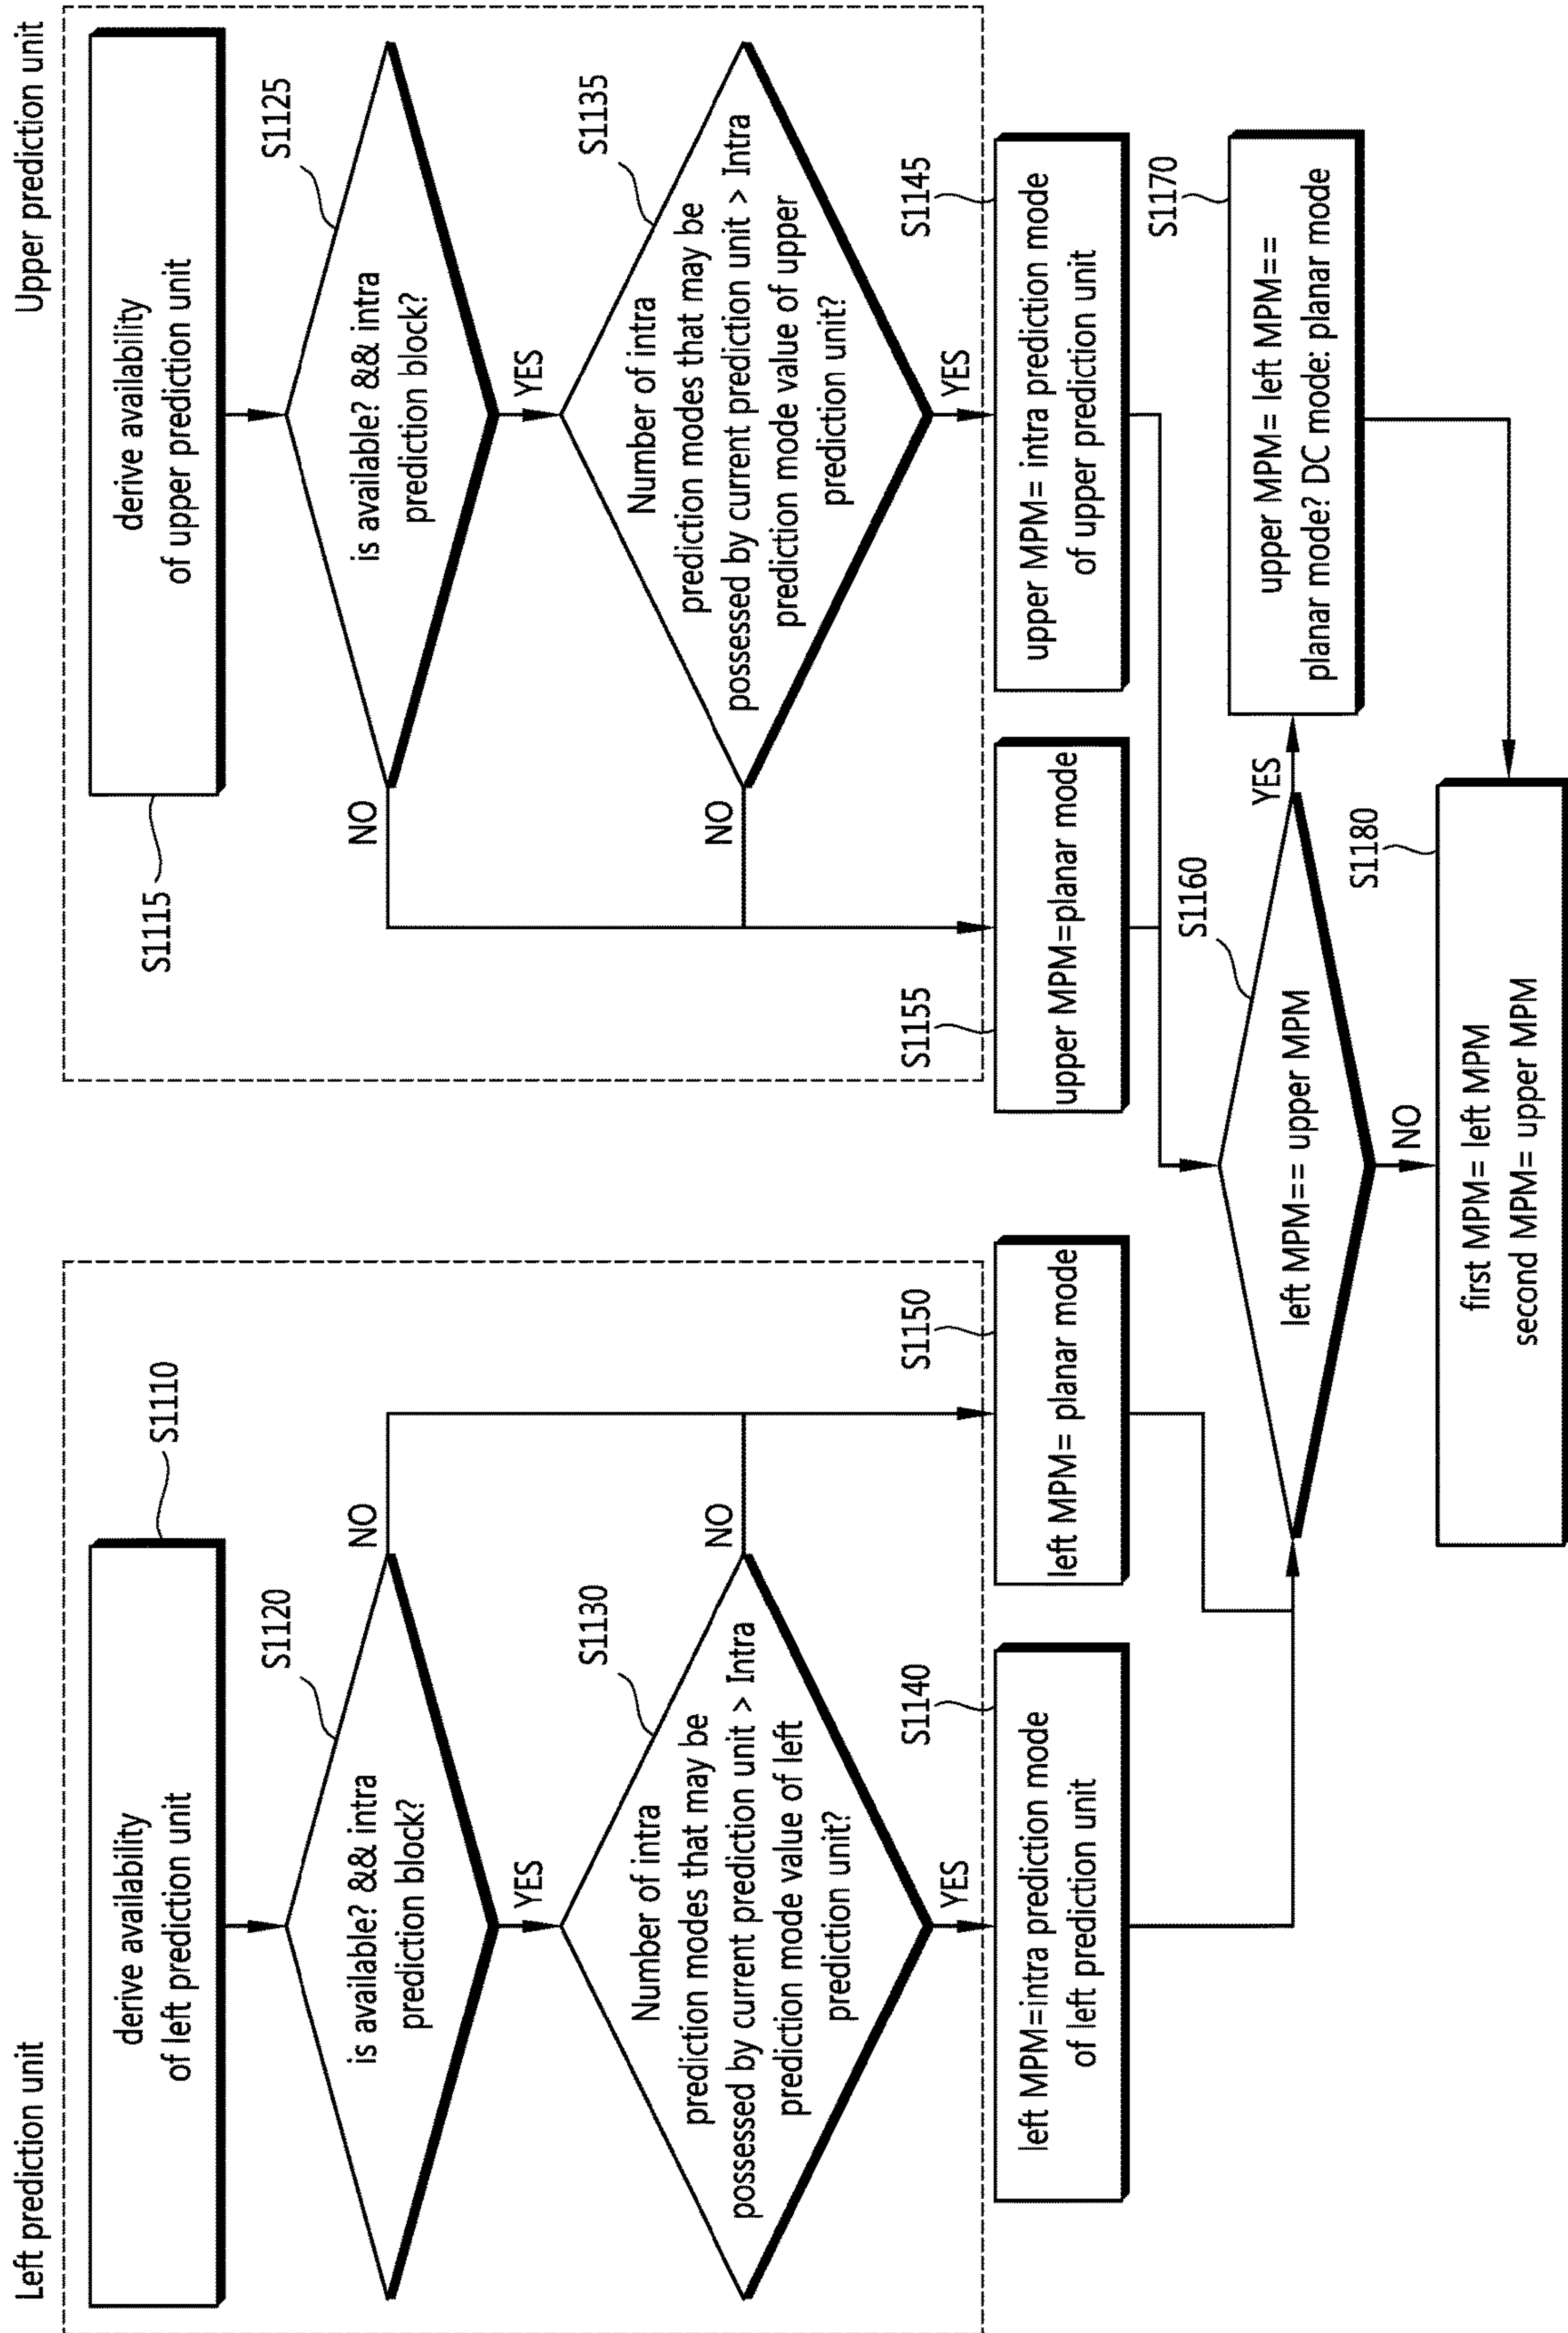 Left prediction unit
derive availability
of left prediction unit
S1110
is available? && intra
prediction block?
S1120
NO
YES
Number of intra
prediction modes that may be
possessed by current prediction unit > Intra
prediction mode value of left
prediction unit?
S1130
NO
YES
left MPM=intra prediction mode
of left prediction unit
S1140
left MPM= planar mode
S1150
Upper prediction unit
derive availability
of upper prediction unit
S1115
is available? && intra
prediction block?
S1125
NO
YES
Number of intra
prediction modes that may be
possessed by current prediction unit > Intra
prediction mode value of upper
prediction unit?
S1135
NO
YES
upper MPM=planar mode
S1155
upper MPM= intra prediction mode
of upper prediction unit
S1145
left MPM== upper MPM
S1160
YES
NO
upper MPM= left MPM==
planar mode? DC mode: planar mode
S1170
first MPM= left MPM
second MPM= upper MPM
S1180